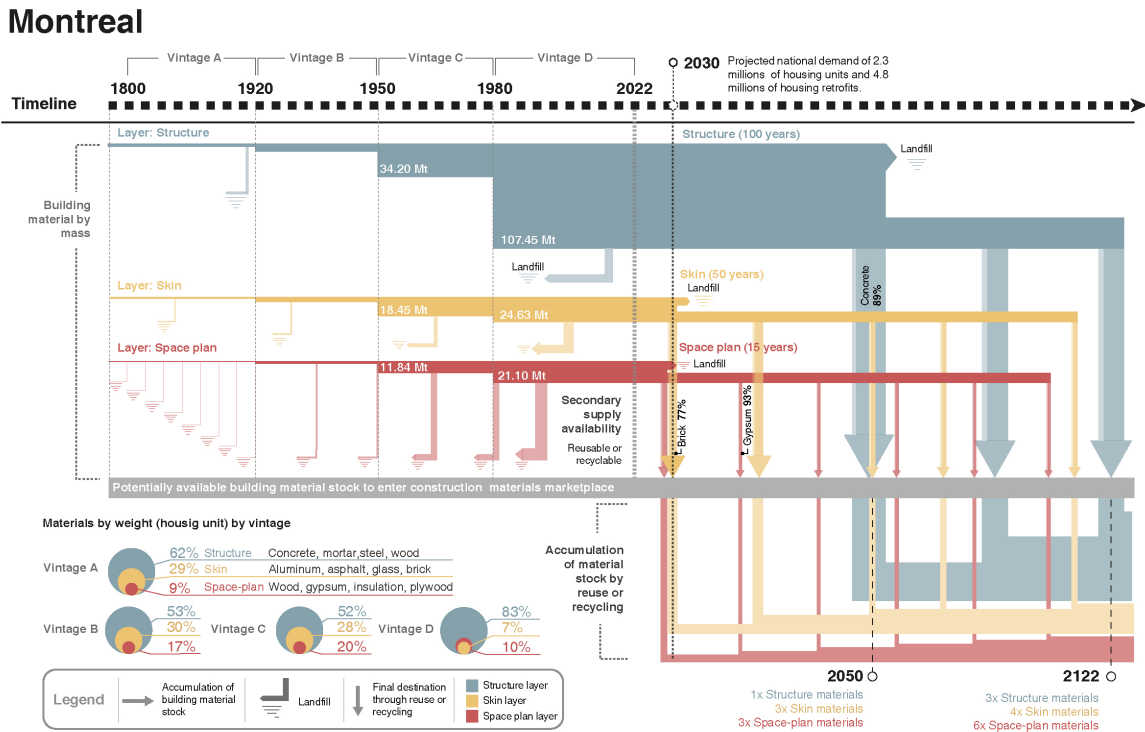 Montreal
Vintage A
Vintage B
Vintage C
Vintage D
1800
1920
1950
1980
2022
2030
Projected national demand of 2.3
millions of housing units and 4.8
millions of housing retrofits.
Timeline
Layer: Structure
Structure (100 years)
Landfill
34.20 Mt
107.45 Mt
Building
material by
mass
Landfill
Layer: Skin
Skin (50 years)
Landfill
18.45 Mt
24.63 Mt
Concrete
89%
Layer: Space plan
Space plan (15 years)
Landfill
11.84 Mt
21.10 Mt
Secondary
supply
availability
Reusable or
recyclable
Brick 77%
Gypsum 93%
Potentially available building material stock to enter construction materials marketplace
Materials by weight (housig unit) by vintage
Vintage A
62% Structure Concrete, mortar,steel, wood
29% Skin Aluminum, asphalt, glass, brick
9% Space-plan Wood, gypsum, insulation, plywood
Vintage B
53%
30%
17%
Vintage C
52%
28%
20%
Vintage D
83%
7%
10%
Accumulation
of material
stock by
reuse or
recycling
2050
1x Structure materials
3x Skin materials
3x Space-plan materials
2122
3x Structure materials
4x Skin materials
6x Space-plan materials
Legend
Accumulation of
building material
stock
Landfill
Final destination
through reuse or
recycling
Structure layer
Skin layer
Space plan layer